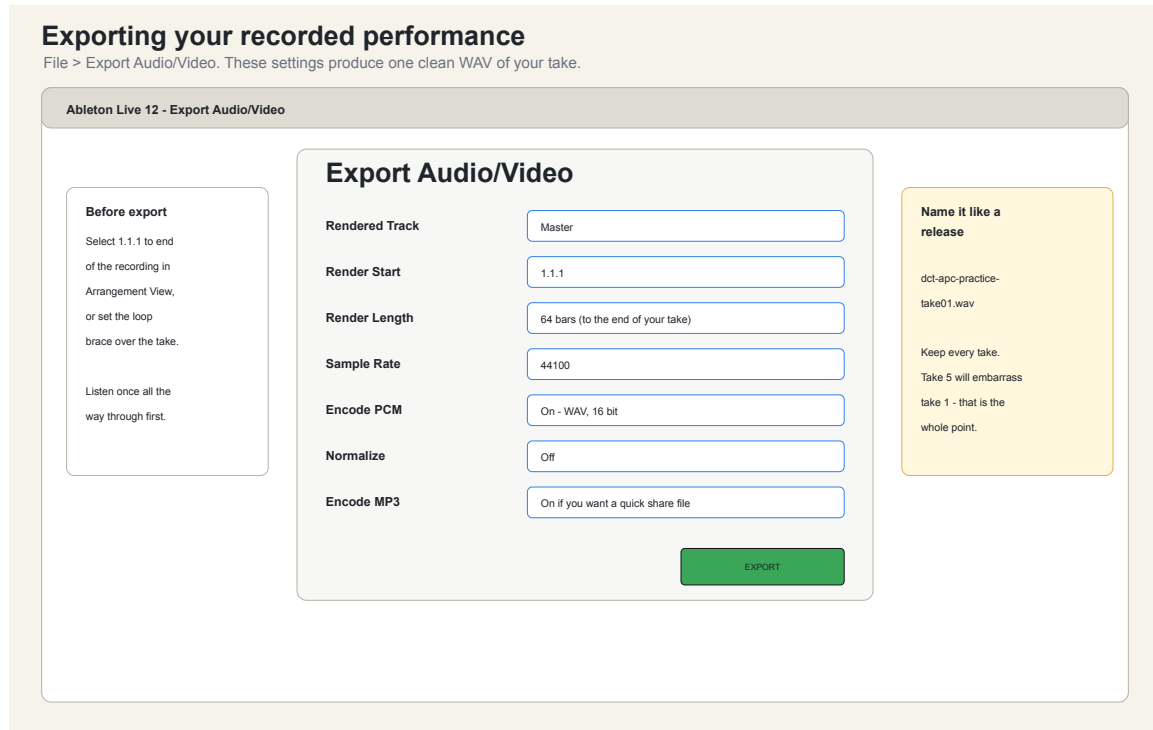 Exporting your recorded performance
File > Export Audio/Video. These settings produce one clean WAV of your take.
Ableton Live 12 - Export Audio/Video
Before export
Select 1.1.1 to end
of the recording in
Arrangement View,
or set the loop
brace over the take.
Listen once all the
way through first.
Export Audio/Video
Rendered Track
Master
Render Start
1.1.1
Render Length
64 bars (to the end of your take)
Sample Rate
44100
Encode PCM
On - WAV, 16 bit
Normalize
Off
Encode MP3
On if you want a quick share file
EXPORT
Name it like a
release
dct-apc-practice-
take01.wav
Keep every take.
Take 5 will embarrass
take 1 - that is the
whole point.